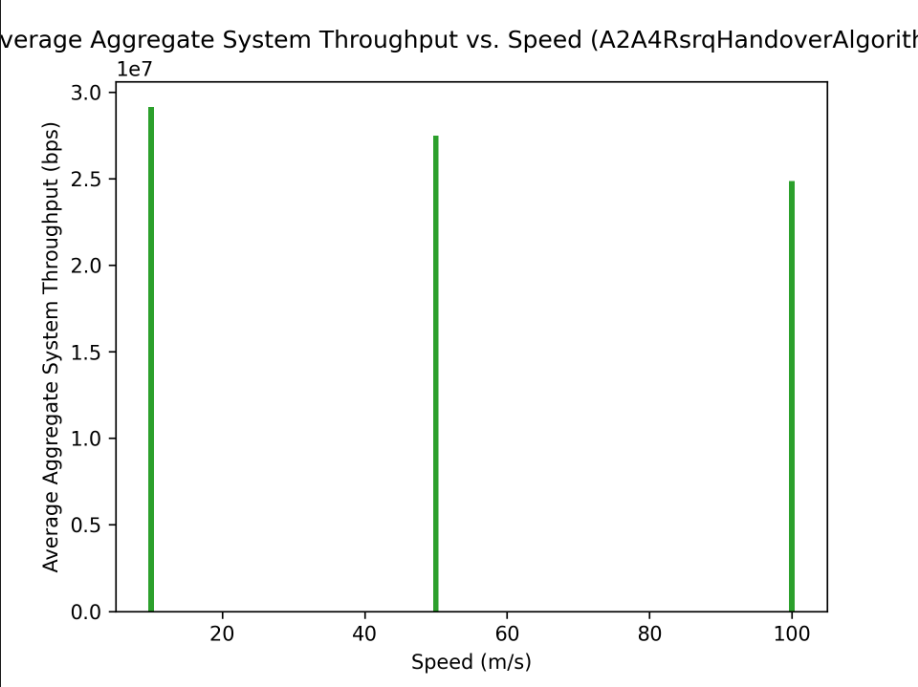 verage Aggregate System Throughput vs. Speed (A2A4RsrqHandoverAlgorith
1e7
3.0
2.5
2.0
1.5
1.0
0.5
0.0
Average Aggregate System Throughput (bps)
20 40 60 80 100
Speed (m/s)